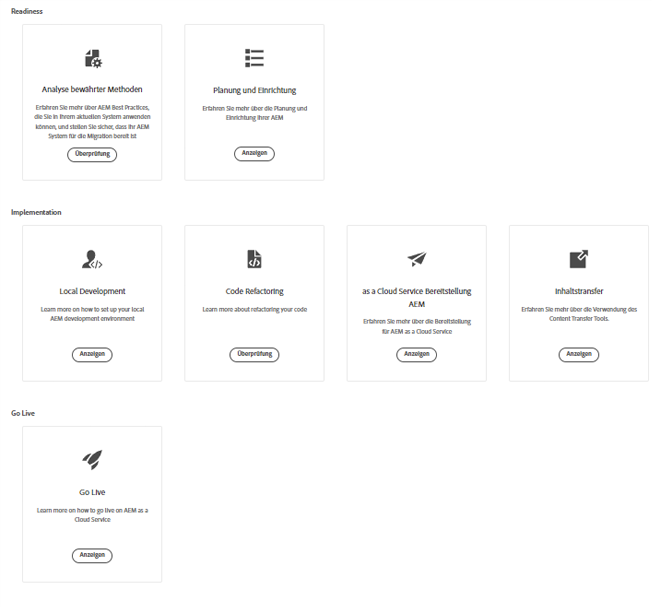 Readiness
Analyse bewährter Methoden
Erfahren Sie mehr über AEM Best Practices,
die Sie in Ihrem aktuellen System anwenden
können, und stellen Sie sicher, dass Ihr AEM
System für die Migration bereit ist
Überprüfung
Planung und Einrichtung
Erfahren Sie mehr über die Planung und
Einrichtung Ihrer AEM
Anzeigen
Implementation
Local Development
Learn more on how to set up your local
AEM development environment
Anzeigen
Code Refactoring
Learn more about refactoring your code
Überprüfung
as a Cloud Service Bereitstellung
AEM
Erfahren Sie mehr über die Bereitstellung
für AEM as a Cloud Service
Anzeigen
Inhaltstransfer
Erfahren Sie mehr über die Verwendung des
Content Transfer Tools.
Anzeigen
Go Live
Go Live
Learn more on how to go live on AEM as a
Cloud Service
Anzeigen